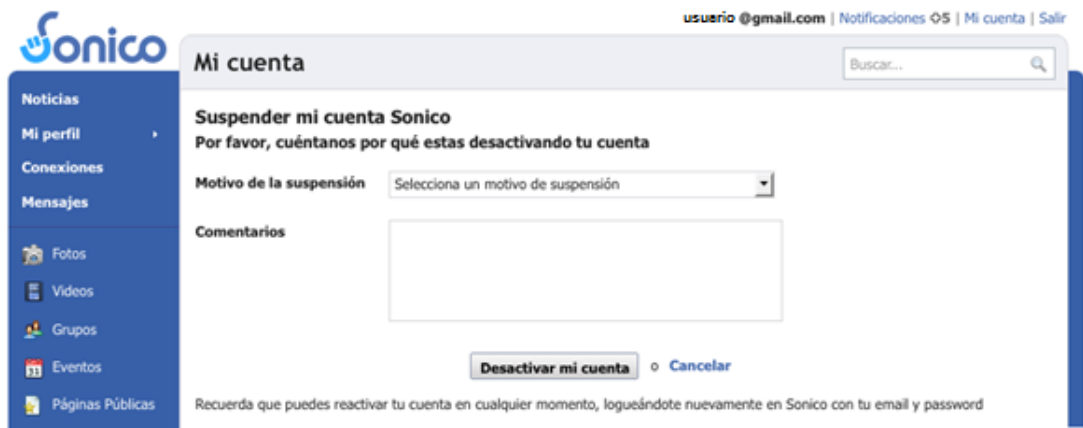 usuario @gmail.com | Notificaciones 5 | Mi cuenta | Salir
Sonico
Mi cuenta
Buscar...
Noticias
Mi perfil
Conexiones
Mensajes
Fotos
Videos
Grupos
31
Eventos
Páginas Públicas
Suspender mi cuenta Sonico
Por favor, cuéntanos por qué estas desactivando tu cuenta
Motivo de la suspensión Selecciona un motivo de suspensión
Comentarios
Desactivar mi cuenta o Cancelar
Recuerda que puedes reactivar tu cuenta en cualquier momento, logueándote nuevamente en Sonico con tu email y password